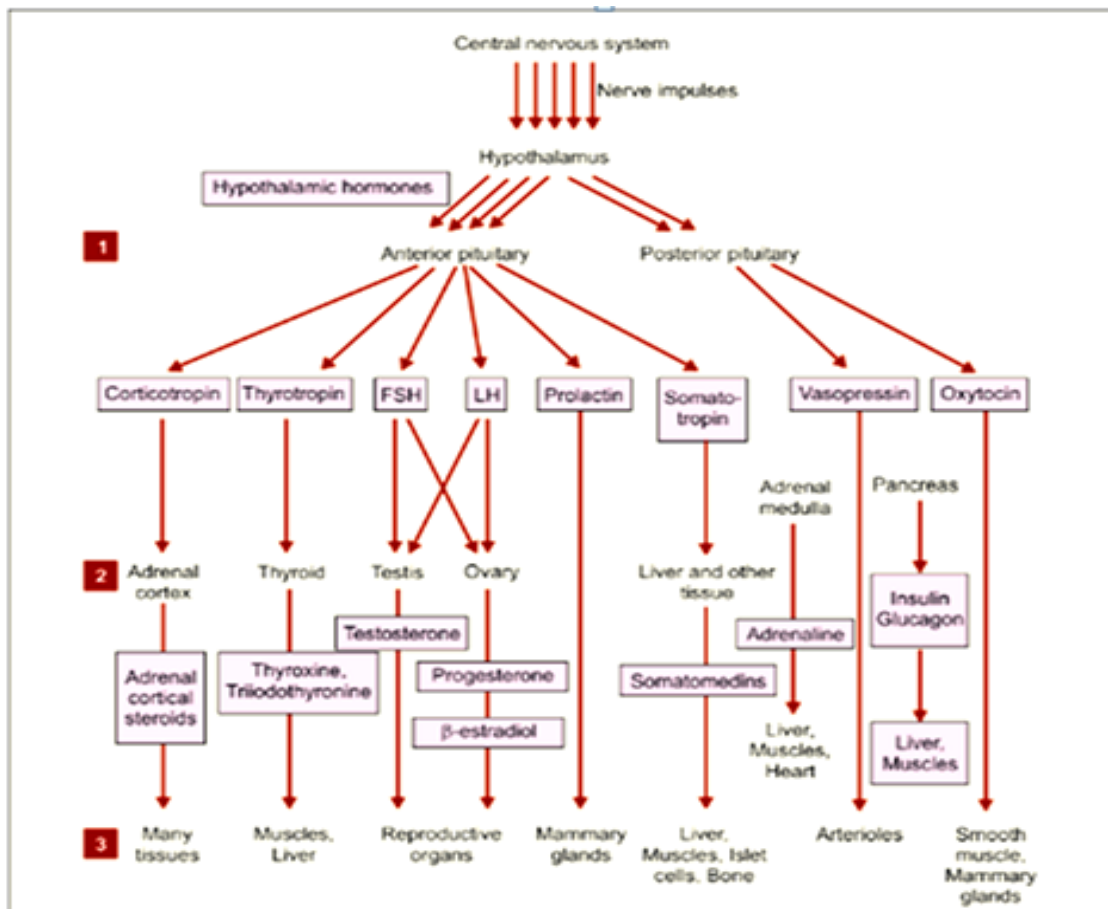 Central nervous system
Nerve impulses
Hypothalamus
Hypothalamic hormones
1
Anterior pituitary
Posterior pituitary
Corticotropin
Thyrotropin
FSH
LH
Prolactin
Somato-
tropin
Vasopressin
Oxytocin
Adrenal
medulla
Pancreas
2
Adrenal
cortex
Thyroid
Testis
Ovary
Liver and other
tissue
Insulin
Glucagon
Testosterone
Adrenaline
Adrenal
cortical
steroids
Thyroxine,
Triiodothyronine
Progesterone
Somatomedins
β-estradiol
Liver,
Muscles,
Heart
Liver,
Muscles
3
Many
tissues
Muscles,
Liver
Reproductive
organs
Mammary
glands
Liver,
Muscles, Islet
cells, Bone
Arterioles
Smooth
muscle,
Mammary
glands